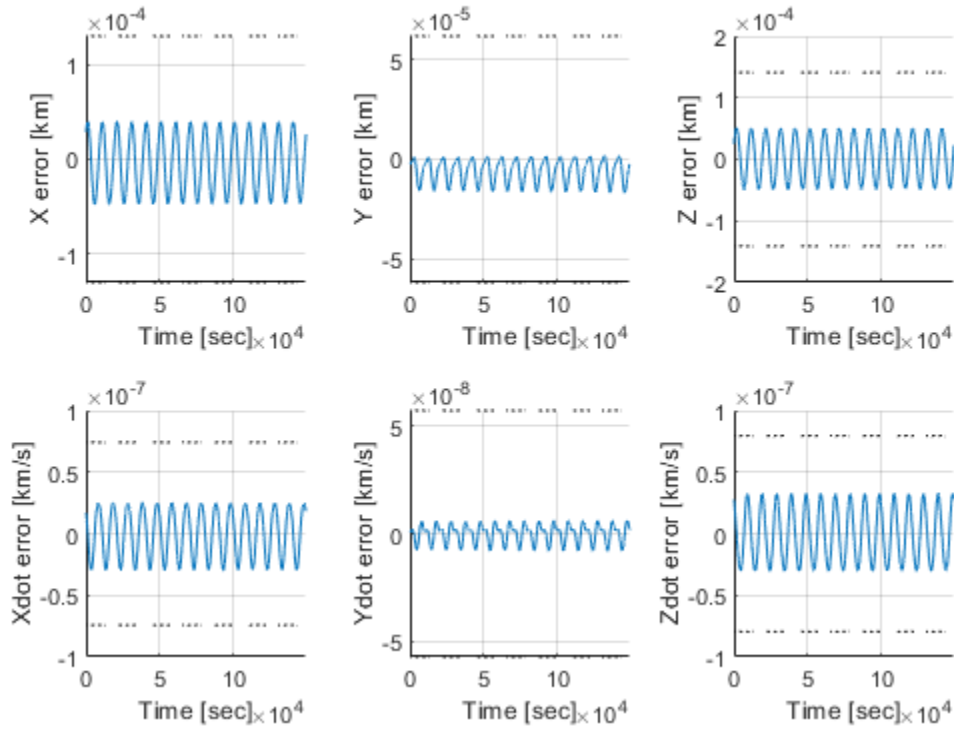 ×10⁻⁴
1
0
-1
X error [km]
0 5 10
Time [sec]×10⁴
×10⁻⁵
5
0
-5
Y error [km]
0 5 10
Time [sec]×10⁴
×10⁻⁴
2
1
0
-1
-2
Z error [km]
0 5 10
Time [sec]×10⁴
×10⁻⁷
1
0.5
0
-0.5
-1
Xdot error [km/s]
0 5 10
Time [sec]×10⁴
×10⁻⁸
5
0
-5
Ydot error [km/s]
0 5 10
Time [sec]×10⁴
×10⁻⁷
1
0.5
0
-0.5
-1
Zdot error [km/s]
0 5 10
Time [sec]×10⁴